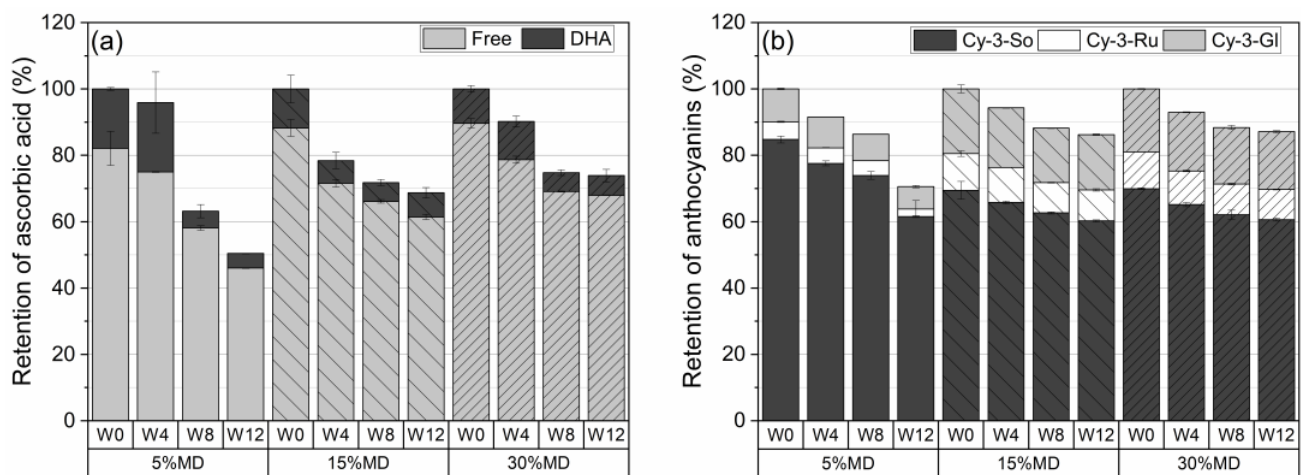 (a)
Free DHA
Retention of ascorbic acid (%)
120
100
80
60
40
20
0
W0 W4 W8 W12 W0 W4 W8 W12 W0 W4 W8 W12
5%MD 15%MD 30%MD
(b)
Cy-3-So Cy-3-Ru Cy-3-Gl
Retention of anthocyanins (%)
120
100
80
60
40
20
0
W0 W4 W8 W12 W0 W4 W8 W12 W0 W4 W8 W12
5%MD 15%MD 30%MD